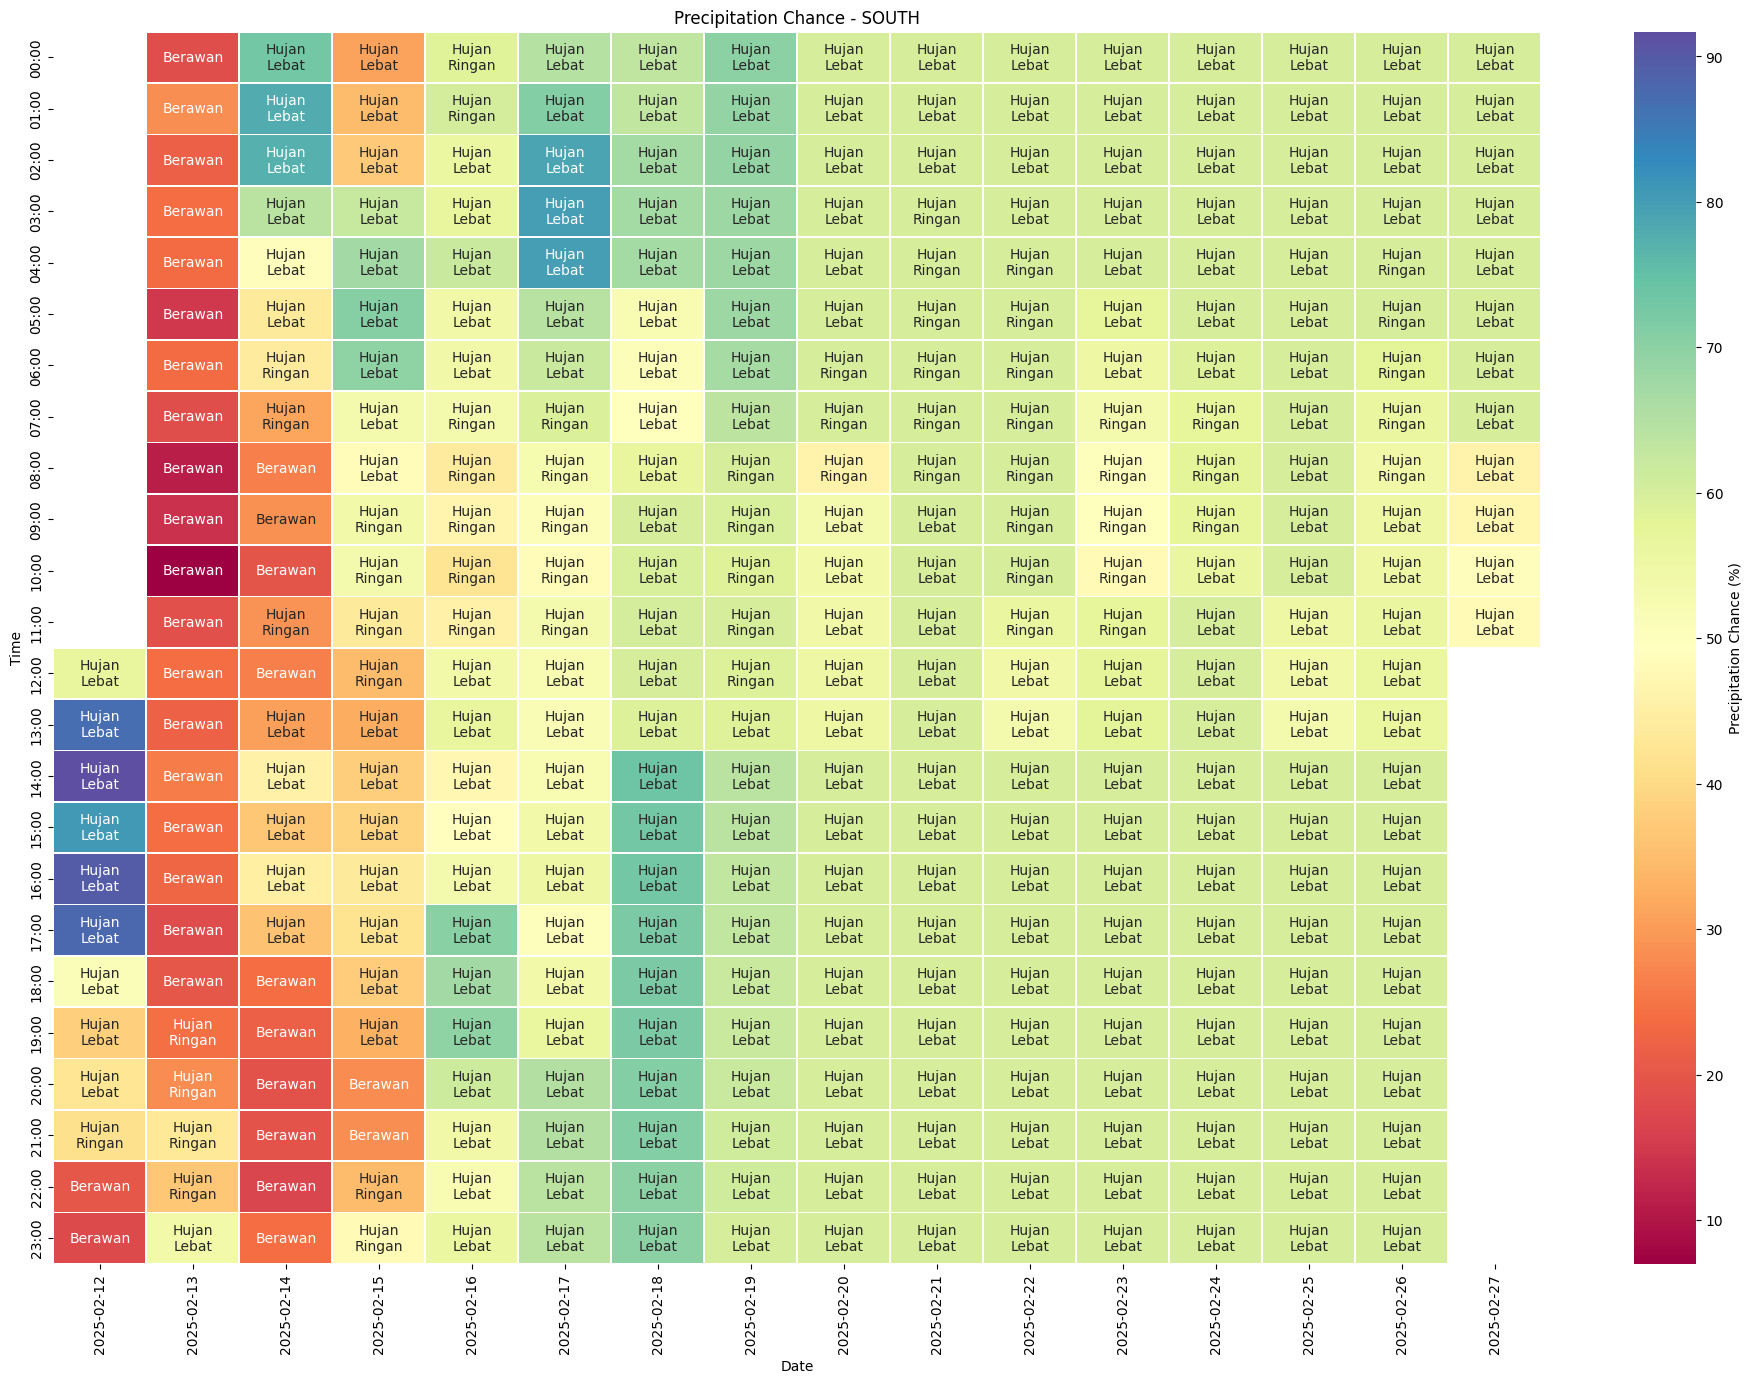 Precipitation Chance - SOUTH
00:00 Berawan Hujan Lebat Hujan Lebat Hujan Ringan Hujan Lebat Hujan Lebat Hujan Lebat Hujan Lebat Hujan Lebat Hujan Lebat Hujan Lebat Hujan Lebat Hujan Lebat Hujan Lebat Hujan Lebat
01:00 Berawan Hujan Lebat Hujan Lebat Hujan Ringan Hujan Lebat Hujan Lebat Hujan Lebat Hujan Lebat Hujan Lebat Hujan Lebat Hujan Lebat Hujan Lebat Hujan Lebat Hujan Lebat Hujan Lebat
02:00 Berawan Hujan Lebat Hujan Lebat Hujan Lebat Hujan Lebat Hujan Lebat Hujan Lebat Hujan Lebat Hujan Lebat Hujan Lebat Hujan Lebat Hujan Lebat Hujan Lebat Hujan Lebat Hujan Lebat
03:00 Berawan Hujan Lebat Hujan Lebat Hujan Lebat Hujan Lebat Hujan Lebat Hujan Lebat Hujan Lebat Hujan Ringan Hujan Lebat Hujan Lebat Hujan Lebat Hujan Lebat Hujan Lebat Hujan Lebat
04:00 Berawan Hujan Lebat Hujan Lebat Hujan Lebat Hujan Lebat Hujan Lebat Hujan Lebat Hujan Lebat Hujan Ringan Hujan Ringan Hujan Lebat Hujan Lebat Hujan Lebat Hujan Ringan Hujan Lebat
05:00 Berawan Hujan Lebat Hujan Lebat Hujan Lebat Hujan Lebat Hujan Lebat Hujan Lebat Hujan Lebat Hujan Ringan Hujan Ringan Hujan Lebat Hujan Lebat Hujan Lebat Hujan Ringan Hujan Lebat
06:00 Berawan Hujan Ringan Hujan Lebat Hujan Lebat Hujan Lebat Hujan Lebat Hujan Lebat Hujan Ringan Hujan Ringan Hujan Ringan Hujan Lebat Hujan Lebat Hujan Lebat Hujan Ringan Hujan Lebat
07:00 Berawan Hujan Ringan Hujan Lebat Hujan Ringan Hujan Ringan Hujan Lebat Hujan Lebat Hujan Ringan Hujan Ringan Hujan Ringan Hujan Ringan Hujan Ringan Hujan Lebat Hujan Ringan Hujan Lebat
08:00 Berawan Berawan Hujan Lebat Hujan Ringan Hujan Ringan Hujan Lebat Hujan Ringan Hujan Ringan Hujan Ringan Hujan Ringan Hujan Ringan Hujan Ringan Hujan Lebat Hujan Ringan Hujan Lebat
09:00 Berawan Berawan Hujan Ringan Hujan Ringan Hujan Ringan Hujan Lebat Hujan Ringan Hujan Lebat Hujan Lebat Hujan Ringan Hujan Ringan Hujan Ringan Hujan Lebat Hujan Lebat Hujan Lebat
10:00 Berawan Berawan Hujan Ringan Hujan Ringan Hujan Ringan Hujan Lebat Hujan Ringan Hujan Lebat Hujan Lebat Hujan Ringan Hujan Ringan Hujan Lebat Hujan Lebat Hujan Lebat Hujan Lebat
11:00 Berawan Hujan Ringan Hujan Ringan Hujan Ringan Hujan Ringan Hujan Lebat Hujan Ringan Hujan Lebat Hujan Lebat Hujan Ringan Hujan Ringan Hujan Lebat Hujan Lebat Hujan Lebat Hujan Lebat
12:00 Hujan Lebat Berawan Berawan Hujan Ringan Hujan Lebat Hujan Lebat Hujan Lebat Hujan Ringan Hujan Lebat Hujan Lebat Hujan Lebat Hujan Lebat Hujan Lebat Hujan Lebat Hujan Lebat
13:00 Hujan Lebat Berawan Hujan Lebat Hujan Lebat Hujan Lebat Hujan Lebat Hujan Lebat Hujan Lebat Hujan Lebat Hujan Lebat Hujan Lebat Hujan Lebat Hujan Lebat Hujan Lebat Hujan Lebat
14:00 Hujan Lebat Berawan Hujan Lebat Hujan Lebat Hujan Lebat Hujan Lebat Hujan Lebat Hujan Lebat Hujan Lebat Hujan Lebat Hujan Lebat Hujan Lebat Hujan Lebat Hujan Lebat Hujan Lebat
15:00 Hujan Lebat Berawan Hujan Lebat Hujan Lebat Hujan Lebat Hujan Lebat Hujan Lebat Hujan Lebat Hujan Lebat Hujan Lebat Hujan Lebat Hujan Lebat Hujan Lebat Hujan Lebat Hujan Lebat
16:00 Hujan Lebat Berawan Hujan Lebat Hujan Lebat Hujan Lebat Hujan Lebat Hujan Lebat Hujan Lebat Hujan Lebat Hujan Lebat Hujan Lebat Hujan Lebat Hujan Lebat Hujan Lebat Hujan Lebat
17:00 Hujan Lebat Berawan Hujan Lebat Hujan Lebat Hujan Lebat Hujan Lebat Hujan Lebat Hujan Lebat Hujan Lebat Hujan Lebat Hujan Lebat Hujan Lebat Hujan Lebat Hujan Lebat Hujan Lebat
18:00 Hujan Lebat Berawan Berawan Hujan Lebat Hujan Lebat Hujan Lebat Hujan Lebat Hujan Lebat Hujan Lebat Hujan Lebat Hujan Lebat Hujan Lebat Hujan Lebat Hujan Lebat Hujan Lebat
19:00 Hujan Lebat Hujan Ringan Berawan Hujan Lebat Hujan Lebat Hujan Lebat Hujan Lebat Hujan Lebat Hujan Lebat Hujan Lebat Hujan Lebat Hujan Lebat Hujan Lebat Hujan Lebat Hujan Lebat
20:00 Hujan Lebat Hujan Ringan Berawan Berawan Hujan Lebat Hujan Lebat Hujan Lebat Hujan Lebat Hujan Lebat Hujan Lebat Hujan Lebat Hujan Lebat Hujan Lebat Hujan Lebat Hujan Lebat
21:00 Hujan Ringan Hujan Ringan Berawan Berawan Hujan Lebat Hujan Lebat Hujan Lebat Hujan Lebat Hujan Lebat Hujan Lebat Hujan Lebat Hujan Lebat Hujan Lebat Hujan Lebat Hujan Lebat
22:00 Berawan Hujan Ringan Berawan Hujan Ringan Hujan Lebat Hujan Lebat Hujan Lebat Hujan Lebat Hujan Lebat Hujan Lebat Hujan Lebat Hujan Lebat Hujan Lebat Hujan Lebat Hujan Lebat
23:00 Berawan Hujan Lebat Berawan Hujan Ringan Hujan Lebat Hujan Lebat Hujan Lebat Hujan Lebat Hujan Lebat Hujan Lebat Hujan Lebat Hujan Lebat Hujan Lebat Hujan Lebat Hujan Lebat
Time
2025-02-12
2025-02-13
2025-02-14
2025-02-15
2025-02-16
2025-02-17
2025-02-18
2025-02-19
2025-02-20
2025-02-21
2025-02-22
2025-02-23
2025-02-24
2025-02-25
2025-02-26
2025-02-27
Date
90
80
70
60
50
40
30
20
10
Precipitation Chance (%)